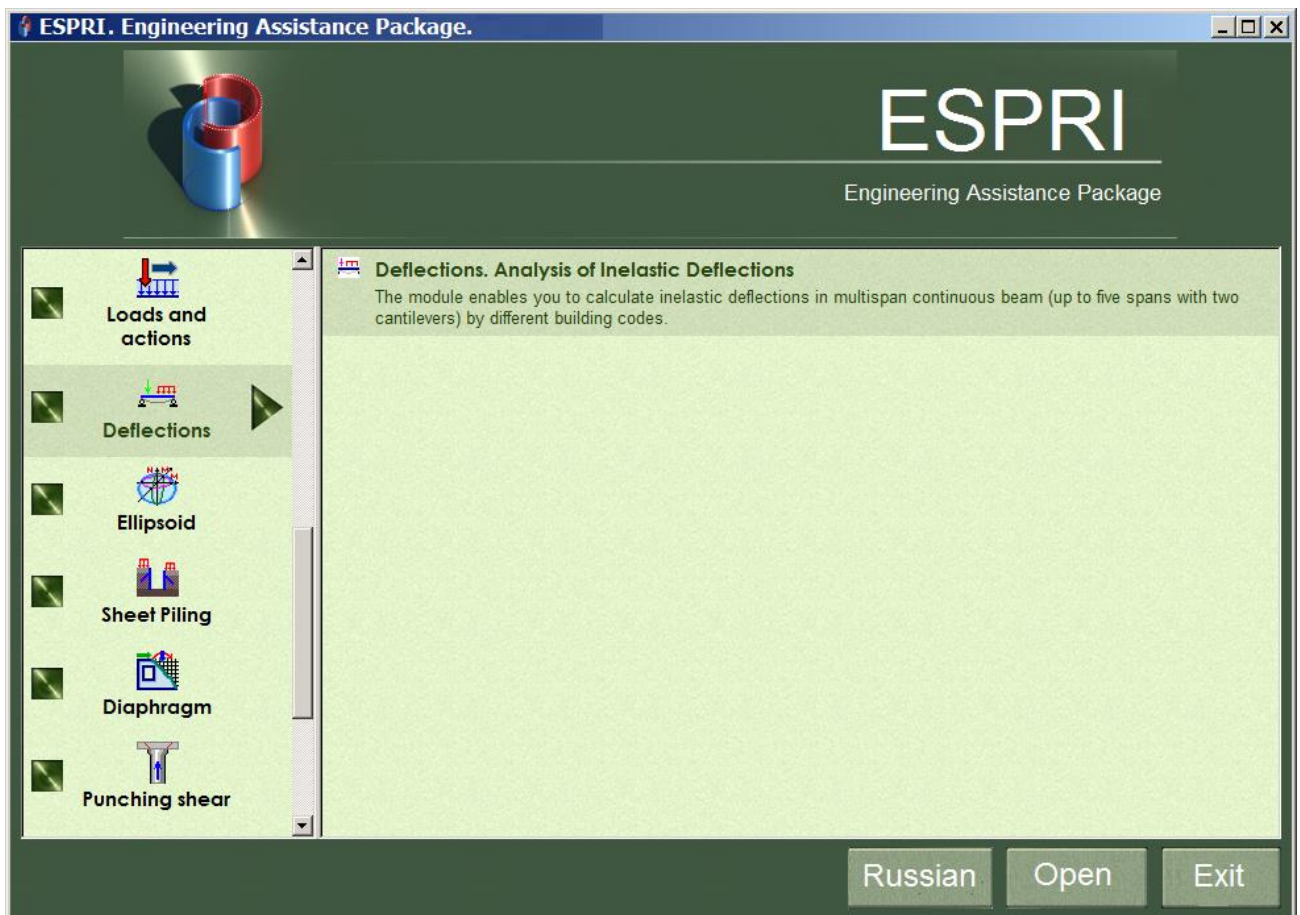 ESPRI. Engineering Assistance Package.
ESPRI
Engineering Assistance Package
Loads and
actions
Deflections
Ellipsoid
Sheet Piling
Diaphragm
Punching shear
Deflections. Analysis of Inelastic Deflections
The module enables you to calculate inelastic deflections in multispan continuous beam (up to five spans with two
cantilevers) by different building codes.
Russian
Open
Exit